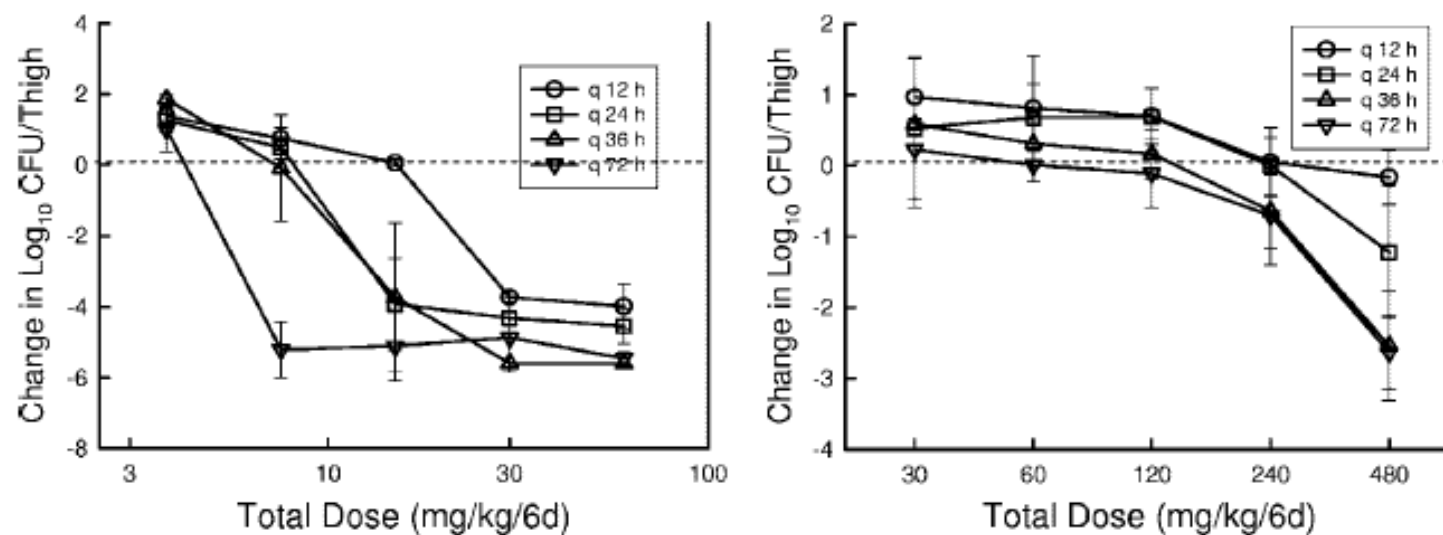 Change in Log10 CFU/Thigh
2
0
-2
-4
-6
-8
3
10
30
100
Total Dose (mg/kg/6d)
q 12 h
q 24 h
q 36 h
q 72 h
Change in Log10 CFU/Thigh
2
1
0
-1
-2
-3
-4
30
60
120
240
480
Total Dose (mg/kg/6d)
q 12 h
q 24 h
q 36 h
q 72 h